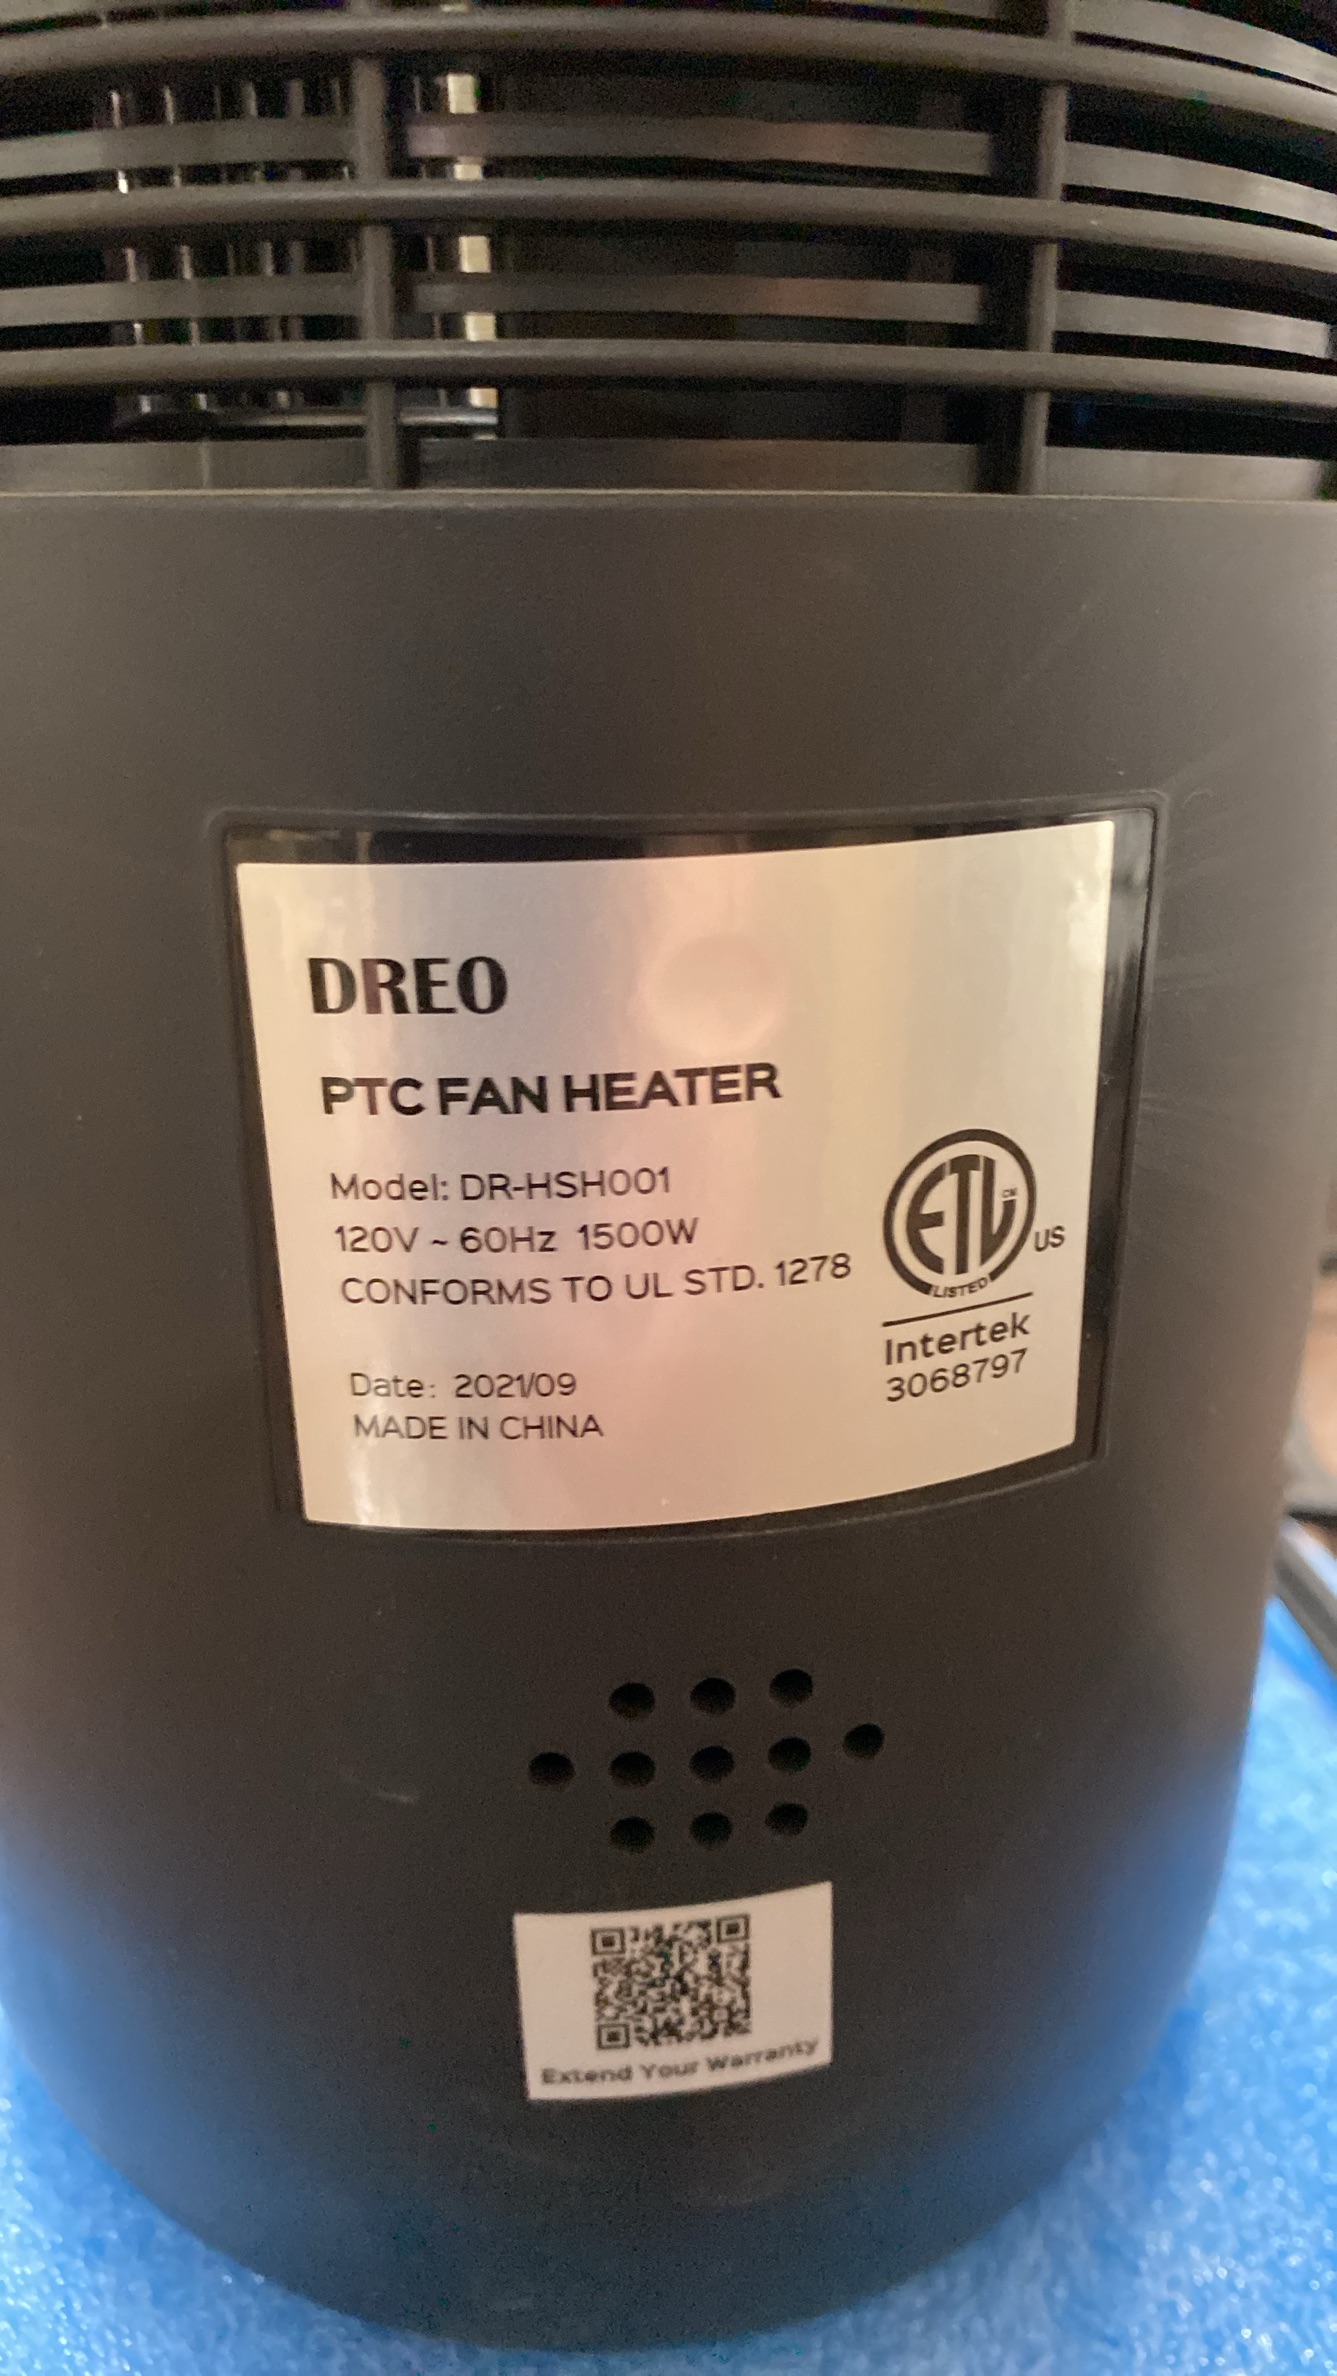 DREO
PTC FAN HEATER
Model: DR-HSH001
120V ~ 60Hz 1500W
CONFORMS TO UL STD. 1278
Date: 2021/09
MADE IN CHINA
ETL
CM
US
LISTED
Intertek
3068797
Extend Your Warranty